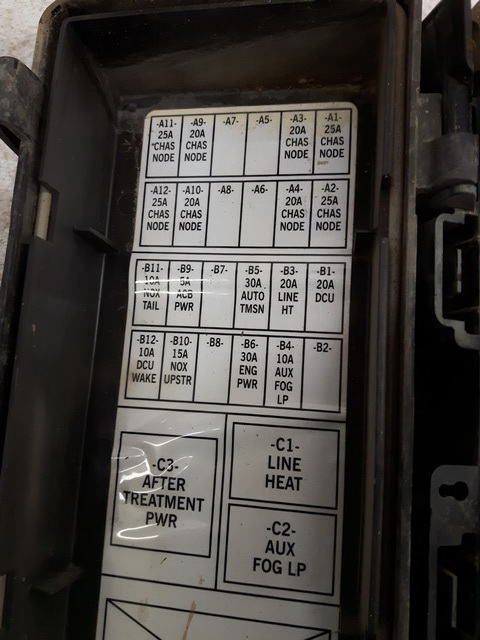 -A11- -A9- -A7- -A5- -A3- -A1-
25A 20A 20A 25A
CHAS CHAS CHAS CHAS
NODE NODE NODE NODE
-A12- -A10- -A8- -A6- -A4- -A2-
25A 20A 20A 25A
CHAS CHAS CHAS CHAS
NODE NODE NODE NODE
-B11- -B9- -B7- -B5- -B3- -B1-
10A 5A 30A 20A 20A
NOX ACB AUTO LINE DCU
TAIL PWR TMSN HT
-B12- -B10- -B8- -B6- -B4- -B2-
10A 15A 30A 10A
DCU NOX ENG AUX
WAKE UPSTR PWR FOG
LP
-C3-
AFTER
TREATMENT
PWR
-C1-
LINE
HEAT
-C2-
AUX
FOG LP